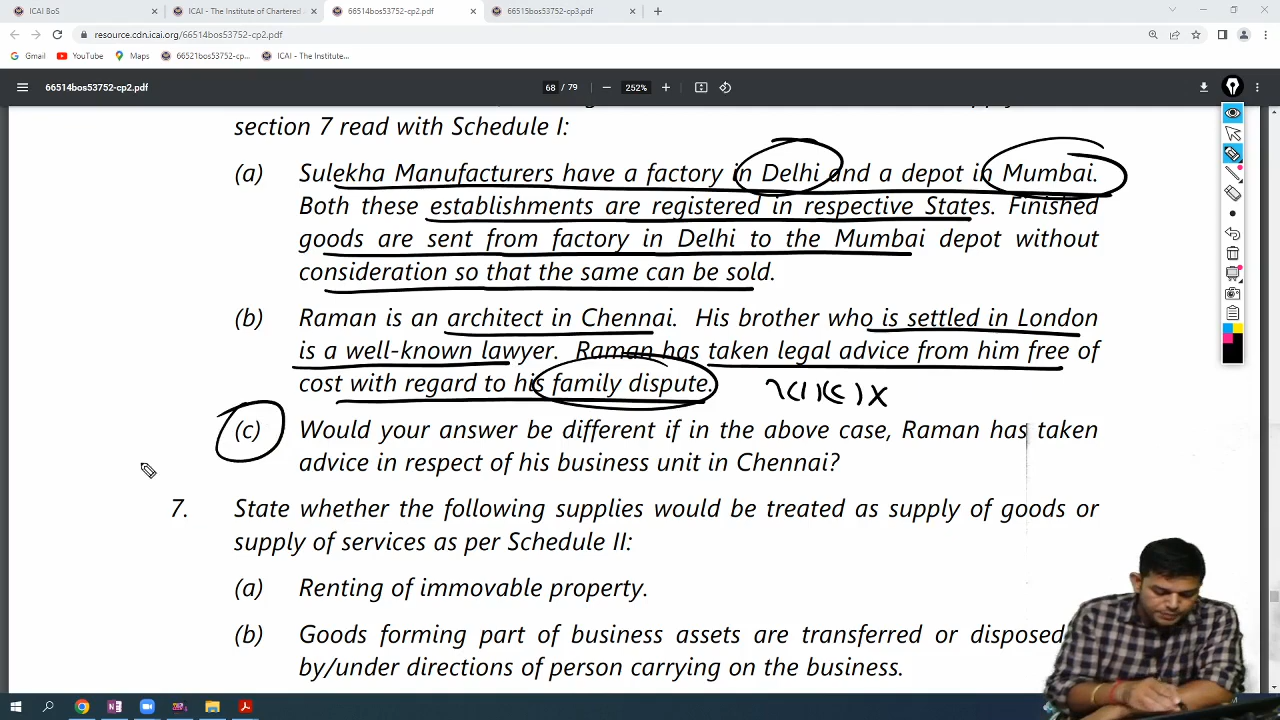 ICAI BoS
ICAI - The Institute of Chartered
66514bos53752-cp2.pdf
66515bos53752-cp3.pdf
resource.cdn.icai.org/66514bos53752-cp2.pdf
Gmail YouTube Maps 66521bos53752-cp... ICAI - The Institute...
66514bos53752-cp2.pdf 68 / 79 252%
section 7 read with Schedule I:
(a) Sulekha Manufacturers have a factory in Delhi and a depot in Mumbai.
Both these establishments are registered in respective States. Finished
goods are sent from factory in Delhi to the Mumbai depot without
consideration so that the same can be sold.
(b) Raman is an architect in Chennai. His brother who is settled in London
is a well-known lawyer. Raman has taken legal advice from him free of
cost with regard to his family dispute.
(c) Would your answer be different if in the above case, Raman has taken
advice in respect of his business unit in Chennai?
7. State whether the following supplies would be treated as supply of goods or
supply of services as per Schedule II:
(a) Renting of immovable property.
(b) Goods forming part of business assets are transferred or disposed
by/under directions of person carrying on the business.